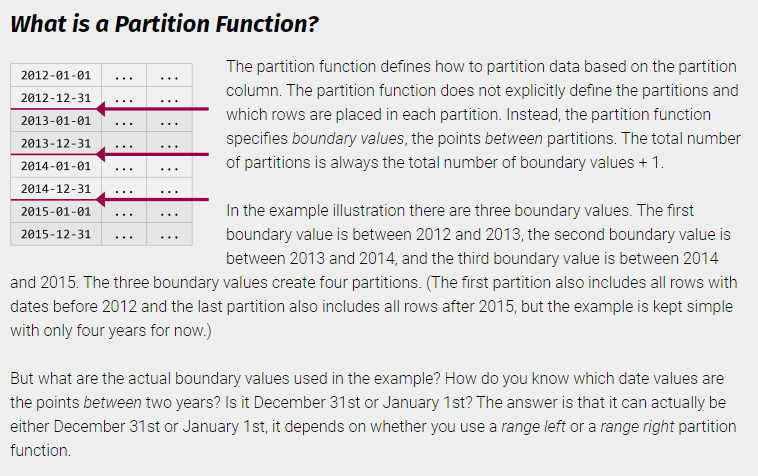 What is a Partition Function?
2012-01-01 ... ...
2012-12-31 ... ...
2013-01-01 ... ...
2013-12-31 ... ...
2014-01-01 ... ...
2014-12-31 ... ...
2015-01-01 ... ...
2015-12-31 ... ...
The partition function defines how to partition data based on the partition
column. The partition function does not explicitly define the partitions and
which rows are placed in each partition. Instead, the partition function
specifies boundary values, the points between partitions. The total number
of partitions is always the total number of boundary values + 1.
In the example illustration there are three boundary values. The first
boundary value is between 2012 and 2013, the second boundary value is
between 2013 and 2014, and the third boundary value is between 2014
and 2015. The three boundary values create four partitions. (The first partition also includes all rows with
dates before 2012 and the last partition also includes all rows after 2015, but the example is kept simple
with only four years for now.)
But what are the actual boundary values used in the example? How do you know which date values are
the points between two years? Is it December 31st or January 1st? The answer is that it can actually be
either December 31st or January 1st, it depends on whether you use a range left or a range right partition
function.